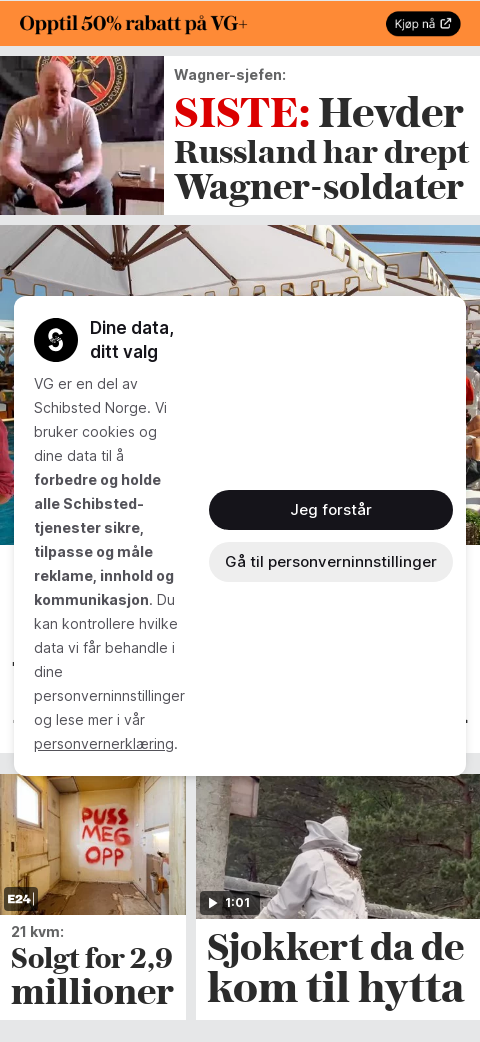 Opptil 50% rabatt på VG+
Kjøp nå
Wagner-sjefen:
SISTE: Hevder
Russland har drept
Wagner-soldater
Dine data,
ditt valg
VG er en del av
Schibsted Norge. Vi
bruker cookies og
dine data til å
forbedre og holde
alle Schibsted-
tjenester sikre,
tilpasse og måle
reklame, innhold og
kommunikasjon. Du
kan kontrollere hvilke
data vi får behandle i
dine
personverninnstillinger
og lese mer i vår
personvernerklæring.
Jeg forstår
Gå til personverninnstillinger
PUSS
MEG
OPP
E24
21 kvm:
Solgt for 2,9
millioner
1:01
Sjokkert da de
kom til hytta